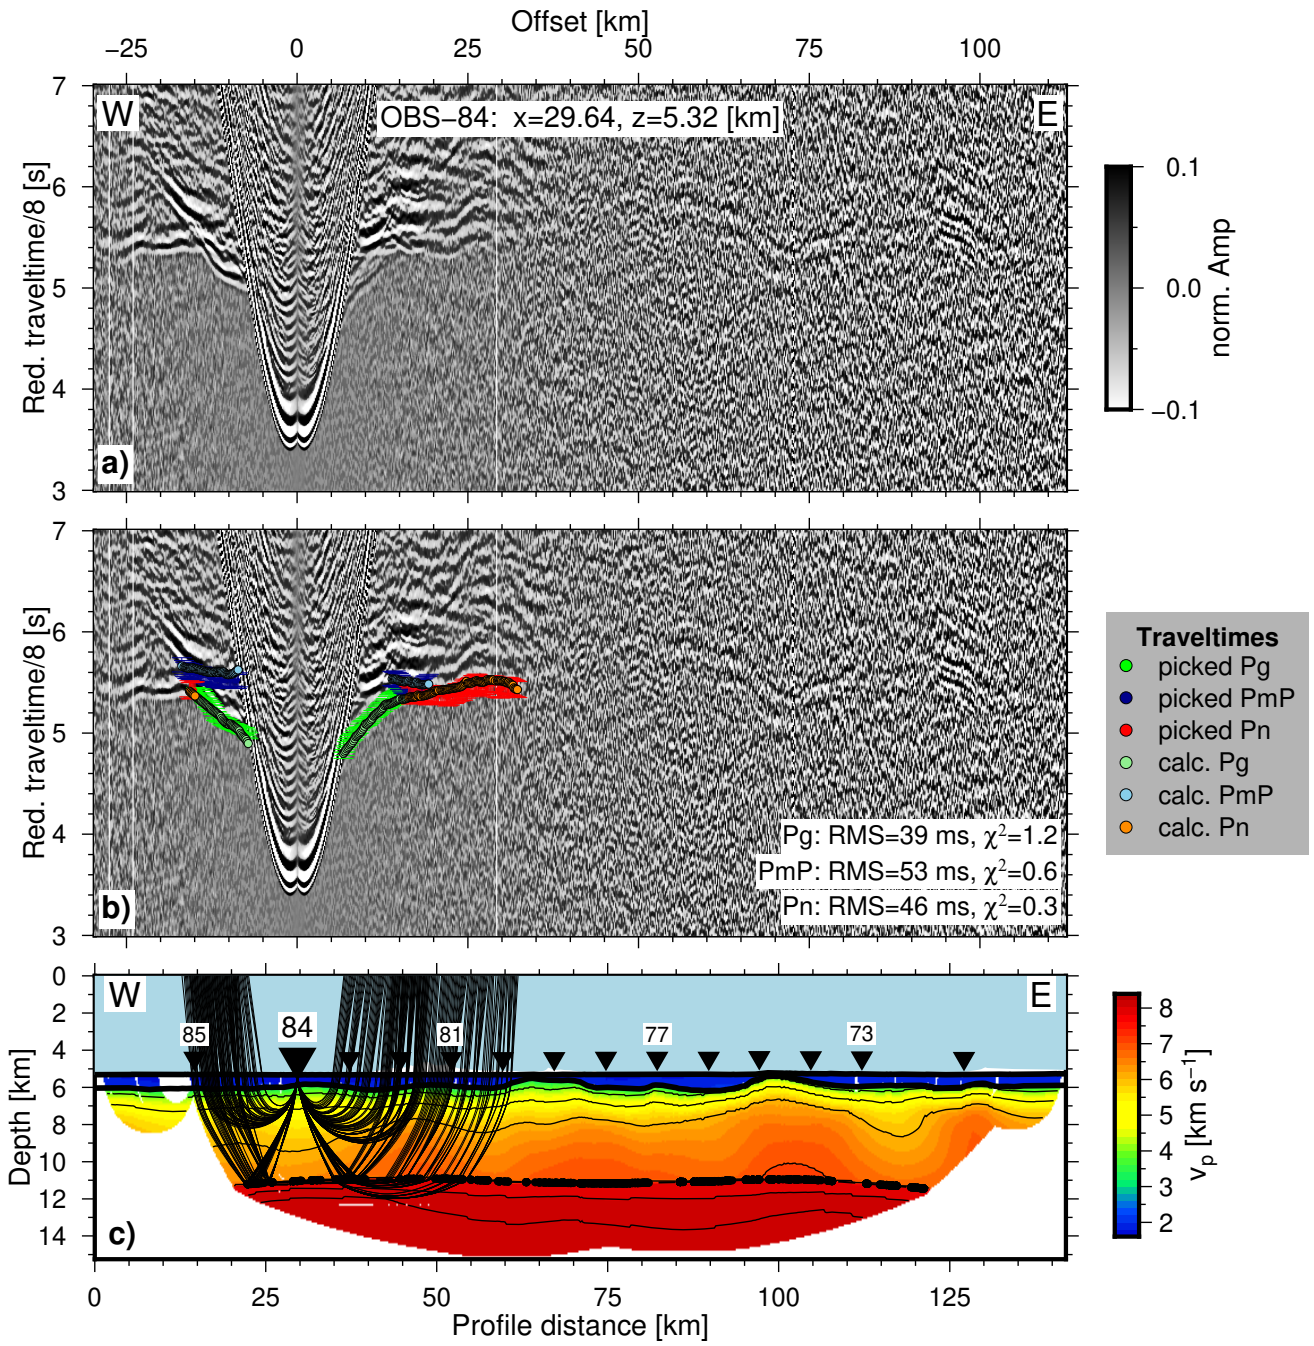 Offset [km]
−25 0 25 50 75 100
W
OBS−84: x=29.64, z=5.32 [km]
E
7
6
5
4
3
Red. traveltime/8 [s]
a)
0.1
0.0
−0.1
norm. Amp
7
6
5
4
3
Red. traveltime/8 [s]
b)
Pg: RMS=39 ms, χ²=1.2
PmP: RMS=53 ms, χ²=0.6
Pn: RMS=46 ms, χ²=0.3
Traveltimes
picked Pg
picked PmP
picked Pn
calc. Pg
calc. PmP
calc. Pn
0
2
4
6
8
10
12
14
Depth [km]
W
E
85 84 81 77 73
c)
8
7
6
5
4
3
2
vp [km s−1]
0 25 50 75 100 125
Profile distance [km]